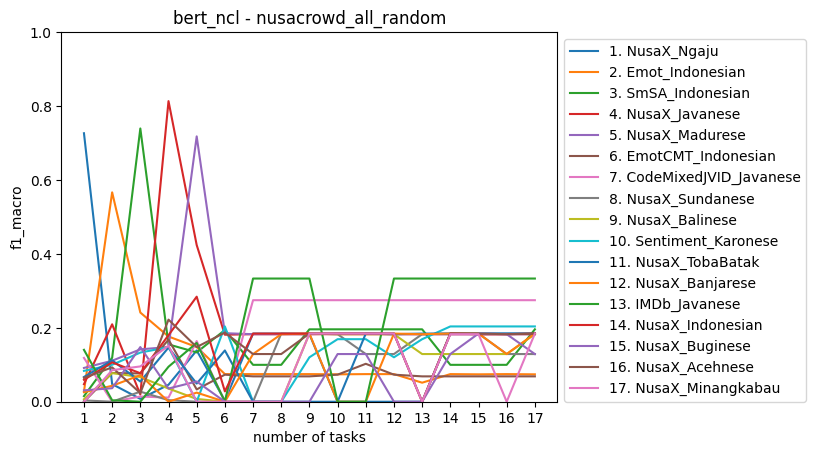 bert_ncl - nusacrowd_all_random
1.0
0.8
0.6
0.4
0.2
0.0
f1_macro
1 2 3 4 5 6 7 8 9 10 11 12 13 14 15 16 17
number of tasks
1. NusaX_Ngaju
2. Emot_Indonesian
3. SmSA_Indonesian
4. NusaX_Javanese
5. NusaX_Madurese
6. EmotCMT_Indonesian
7. CodeMixedJVID_Javanese
8. NusaX_Sundanese
9. NusaX_Balinese
10. Sentiment_Karonese
11. NusaX_TobaBatak
12. NusaX_Banjarese
13. IMDb_Javanese
14. NusaX_Indonesian
15. NusaX_Buginese
16. NusaX_Acehnese
17. NusaX_Minangkabau